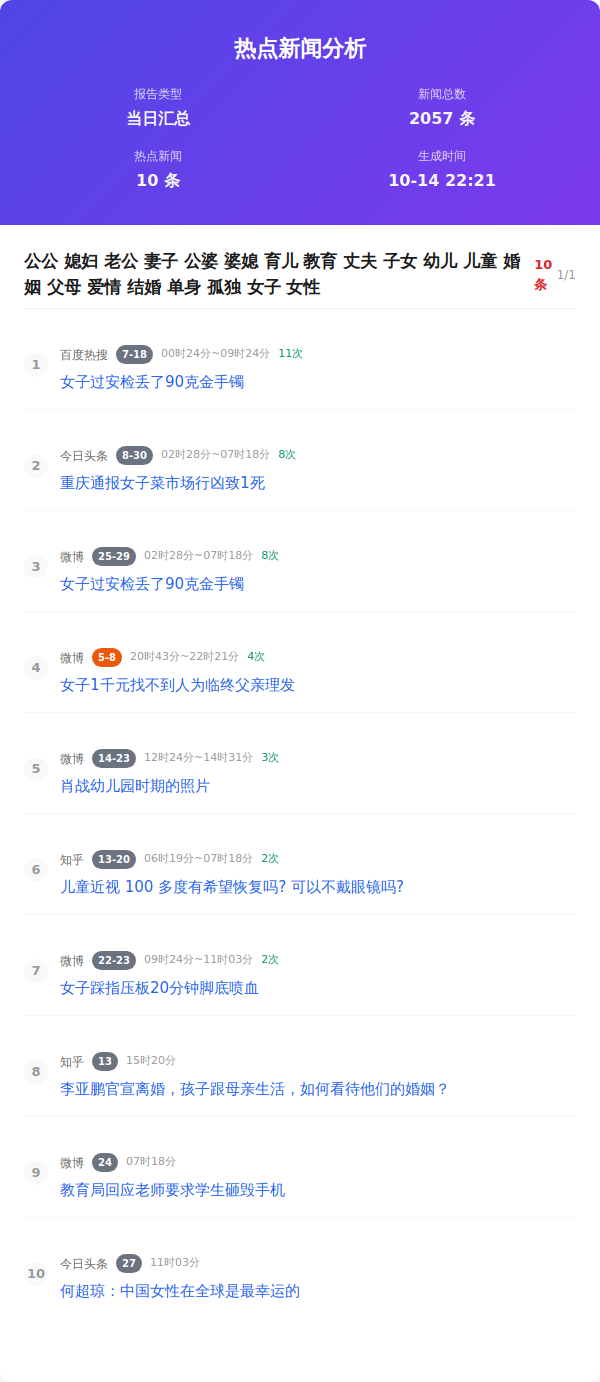 热点新闻分析
报告类型
当日汇总
新闻总数
2057 条
热点新闻
10 条
生成时间
10-14 22:21
公公 媳妇 老公 妻子 公婆 婆媳 育儿 教育 丈夫 子女 幼儿 儿童 婚
姻 父母 爱情 结婚 单身 孤独 女子 女性
10
条
1/1
1
百度热搜 7-18 00时24分~09时24分 11次
女子过安检丢了90克金手镯
2
今日头条 8-30 02时28分~07时18分 8次
重庆通报女子菜市场行凶致1死
3
微博 25-29 02时28分~07时18分 8次
女子过安检丢了90克金手镯
4
微博 5-8 20时43分~22时21分 4次
女子1千元找不到人为临终父亲理发
5
微博 14-23 12时24分~14时31分 3次
肖战幼儿园时期的照片
6
知乎 13-20 06时19分~07时18分 2次
儿童近视 100 多度有希望恢复吗? 可以不戴眼镜吗?
7
微博 22-23 09时24分~11时03分 2次
女子踩指压板20分钟脚底喷血
8
知乎 13 15时20分
李亚鹏官宣离婚，孩子跟母亲生活，如何看待他们的婚姻？
9
微博 24 07时18分
教育局回应老师要求学生砸毁手机
10
今日头条 27 11时03分
何超琼：中国女性在全球是最幸运的